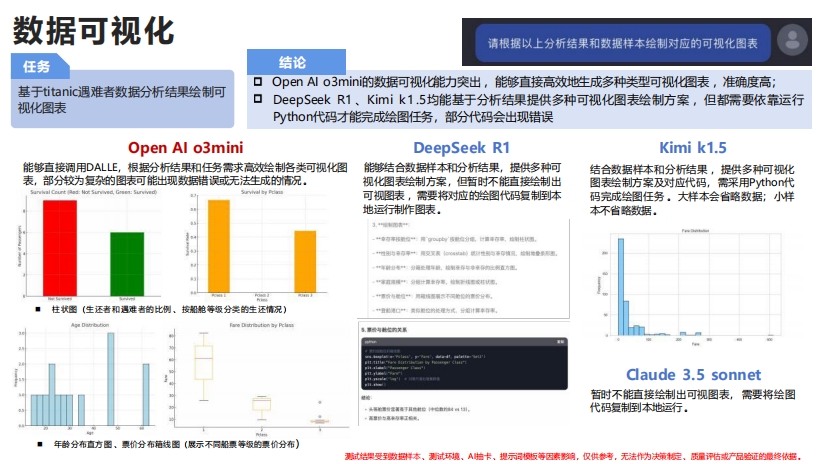 数据可视化
请根据以上分析结果和数据样本绘制对应的可视化图表
任务
基于titanic遇难者数据分析结果绘制可
视化图表
结论
Open AI o3mini的数据可视化能力突出，能够直接高效地生成多种类型可视化图表，准确度高；
DeepSeek R1、Kimi k1.5均能基于分析结果提供多种可视化图表绘制方案，但都需要依靠运行
Python代码才能完成绘图任务，部分代码会出现错误
Open AI o3mini
能够直接调用DALLE，根据分析结果和任务需求高效绘制各类可视化图
表，部分较为复杂的图表可能出现数据错误或无法生成的情况。
Survival Count (Red: Not Survived, Green: Survived)
Number of Passengers
Not Survived
Survived
Survival by Pclass
Survival Rate
Pclass 1
Pclass 2
Pclass 3
Pclass
柱状图 (生还者和遇难者的比例、按船舱等级分类的生还情况)
Age Distribution
Frequency
Age
Fare Distribution by Pclass
Fare
Pclass
年龄分布直方图、票价分布箱线图 (展示不同船票等级的票价分布)
DeepSeek R1
能够结合数据样本和分析结果，提供多种可
视化图表绘制方案，但暂时不能直接绘制出
可视图表，需要将对应的绘图代码复制到本
地运行制作图表。
5. 票价与舱位的关系
python
plt.title("Fare Distribution by Passenger Class")
plt.xlabel("Passenger Class")
plt.ylabel("Fare")
plt.show()
Kimi k1.5
结合数据样本和分析结果，提供多种可视化
图表绘制方案及对应代码，需采用Python代
码完成绘图任务。大样本会省略数据；小样
本不省略数据。
Fare Distribution
Frequency
Fare
Claude 3.5 sonnet
暂时不能直接绘制出可视图表，需要将绘图
代码复制到本地运行。
测试结果受到数据样本、测试环境、AI抽卡、提示词模板等因素影响，仅供参考，无法作为决策制定、质量评估或产品验证的最终依据。